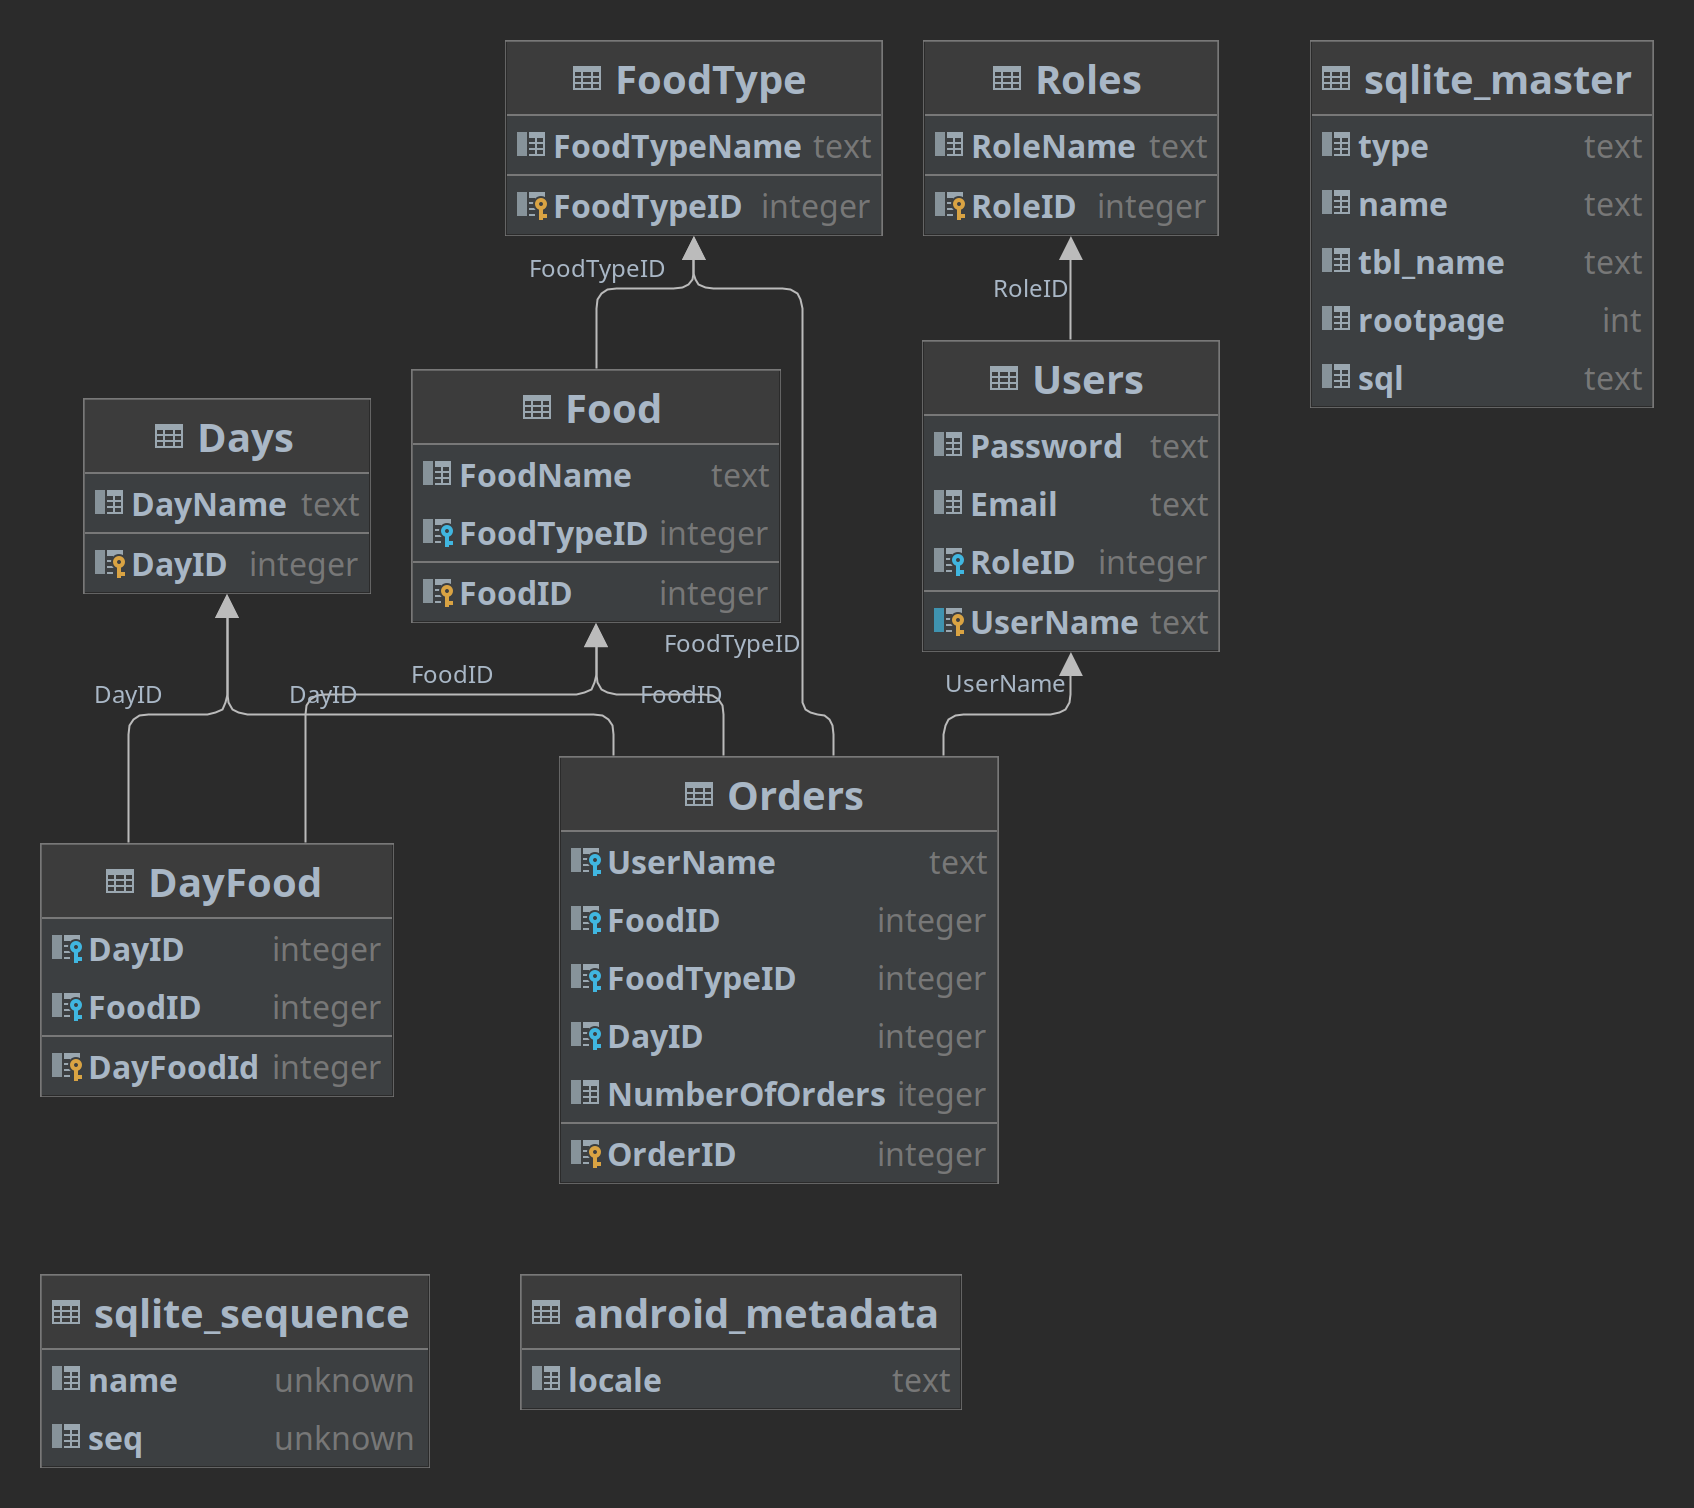 FoodType
FoodTypeName text
FoodTypeID integer
Roles
RoleName text
RoleID integer
sqlite_master
type text
name text
tbl_name text
rootpage int
sql text
FoodTypeID
RoleID
Days
DayName text
DayID integer
Food
FoodName text
FoodTypeID integer
FoodID integer
Users
Password text
Email text
RoleID integer
UserName text
DayID
DayID
FoodID
FoodID
FoodTypeID
UserName
DayFood
DayID integer
FoodID integer
DayFoodId integer
Orders
UserName text
FoodID integer
FoodTypeID integer
DayID integer
NumberOfOrders iteger
OrderID integer
sqlite_sequence
name unknown
seq unknown
android_metadata
locale text